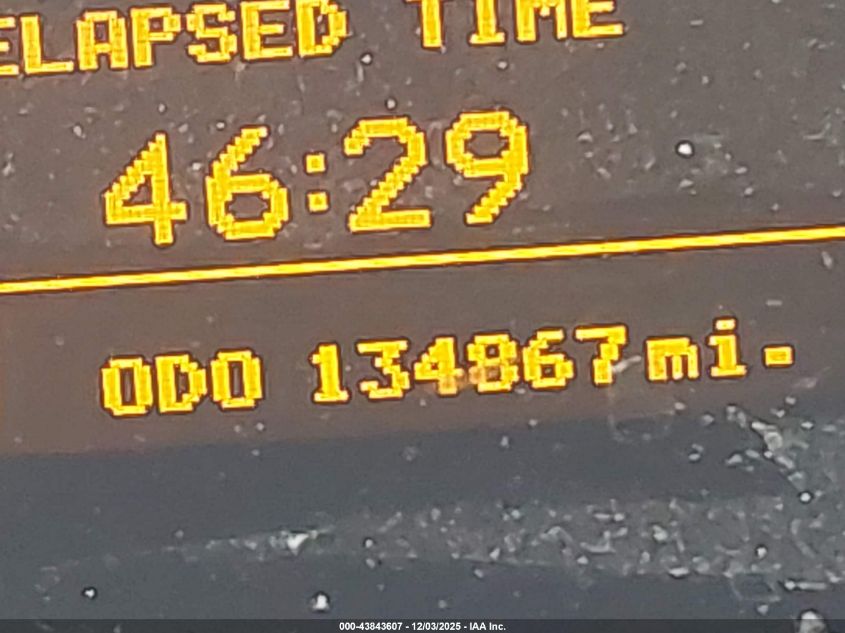 ELAPSED TIME
46:29
ODO 134867mi-
000-43843607 - 12/03/2025 - IAA Inc.